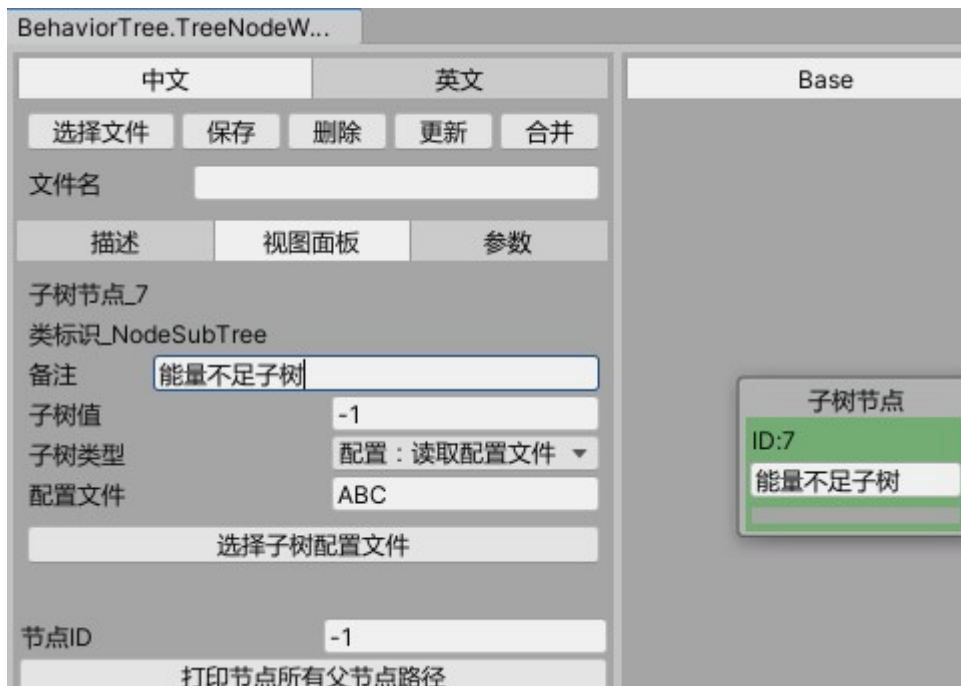 BehaviorTree.TreeNodeW...
中文 英文
选择文件 保存 删除 更新 合并
文件名
描述 视图面板 参数
子树节点_7
类标识_NodeSubTree
备注 能量不足子树
子树值 -1
子树类型 配置：读取配置文件
配置文件 ABC
选择子树配置文件
节点ID -1
打印节点所有父节点路径
Base
子树节点
ID:7
能量不足子树